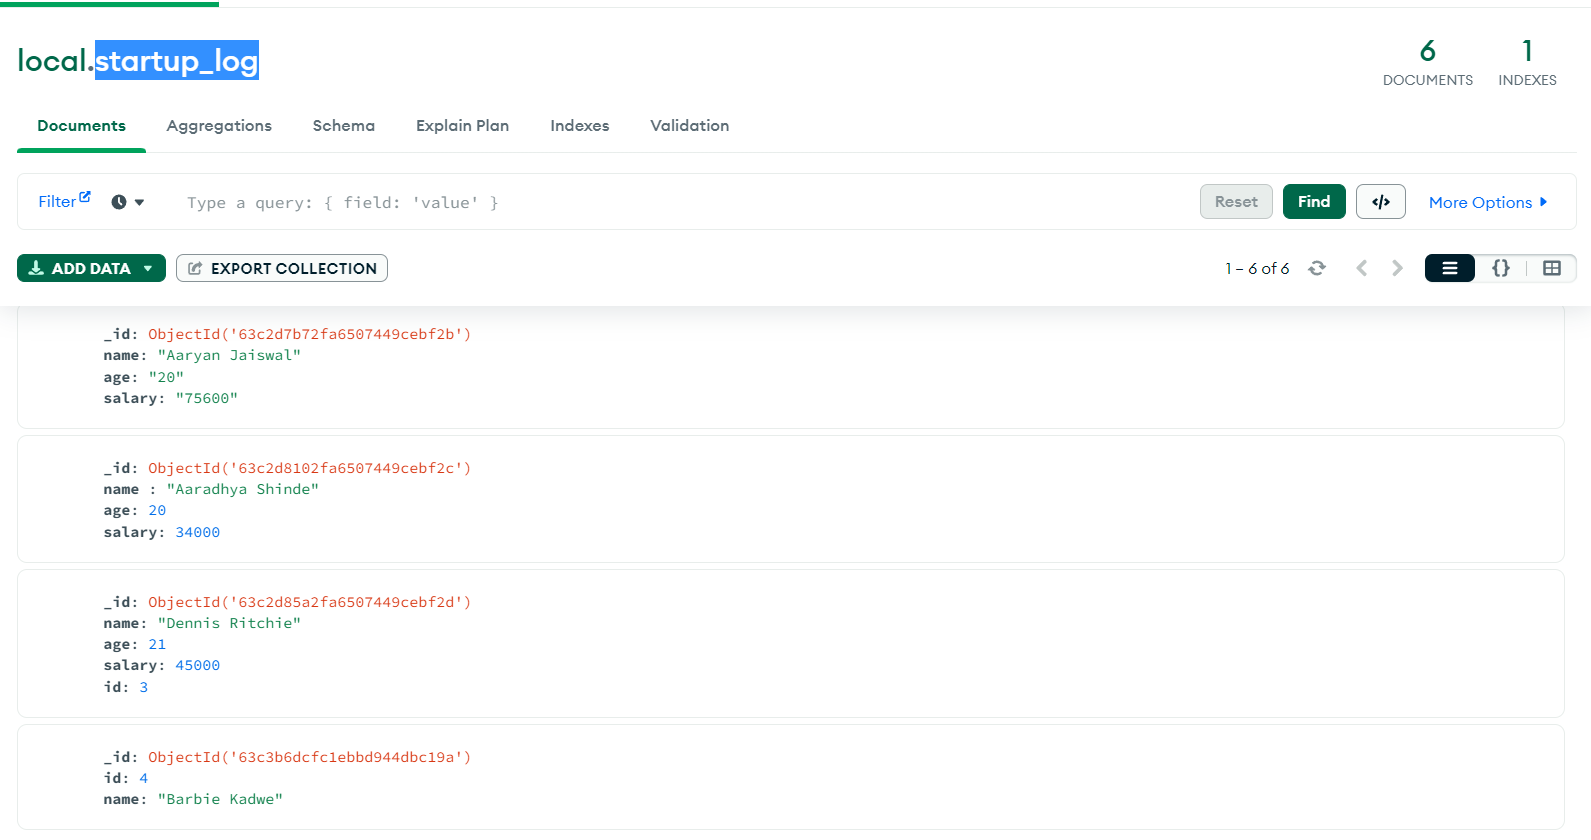 local.startup_log
6
DOCUMENTS
1
INDEXES
Documents Aggregations Schema Explain Plan Indexes Validation
Filter Type a query: { field: 'value' } Reset Find </> More Options
ADD DATA EXPORT COLLECTION 1 – 6 of 6 {}
_id: ObjectId('63c2d7b72fa6507449cebf2b')
name: "Aaryan Jaiswal"
age: "20"
salary: "75600"
_id: ObjectId('63c2d8102fa6507449cebf2c')
name : "Aaradhya Shinde"
age: 20
salary: 34000
_id: ObjectId('63c2d85a2fa6507449cebf2d')
name: "Dennis Ritchie"
age: 21
salary: 45000
id: 3
_id: ObjectId('63c3b6dcfc1ebbd944dbc19a')
id: 4
name: "Barbie Kadwe"